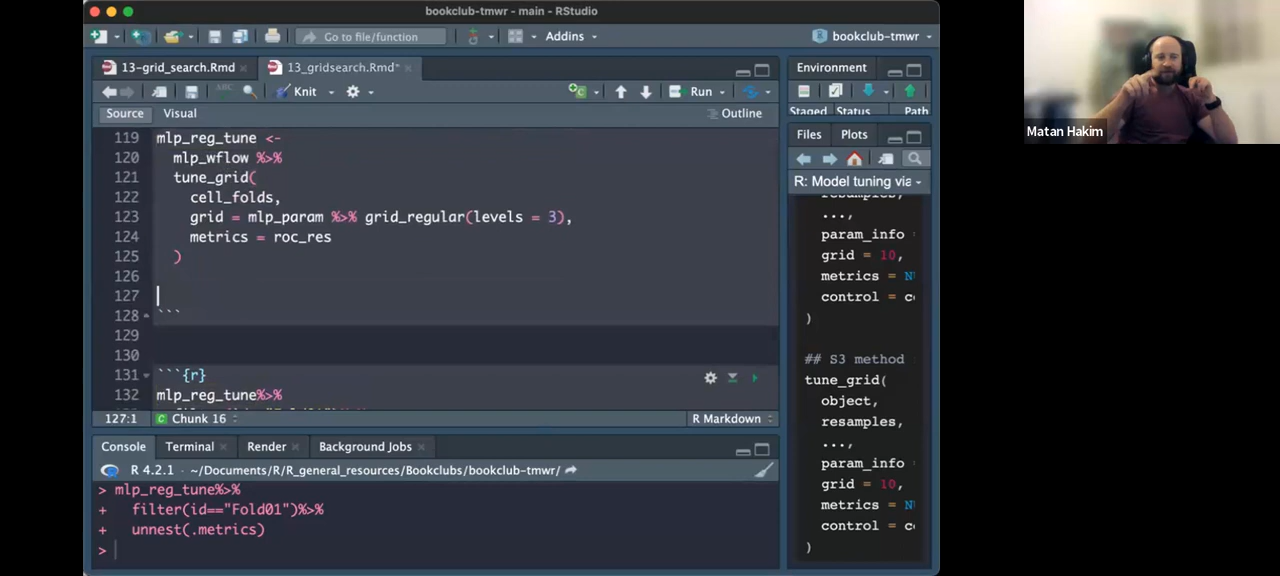 bookclub-tmwr - main - RStudio
Go to file/function
Addins
bookclub-tmwr
13-grid_search.Rmd
13_gridsearch.Rmd*
Knit
Run
Source
Visual
Outline
119 mlp_reg_tune <-
120 mlp_wflow %>%
121 tune_grid(
122 cell_folds,
123 grid = mlp_param %>% grid_regular(levels = 3),
124 metrics = roc_res
125 )
126
127
128 ```
129
130
131 ```{r}
132 mlp_reg_tune%>%
127:1
Chunk 16
R Markdown
Console
Terminal
Render
Background Jobs
R 4.2.1 · ~/Documents/R/R_general_resources/Bookclubs/bookclub-tmwr/
> mlp_reg_tune%>%
+ filter(id=="Fold01")%>%
+ unnest(.metrics)
>
Environment
Staged Status Path
Files
Plots
R: Model tuning via
resamples,
...,
param_info =
grid = 10,
metrics = N
control = c
)
## S3 method
tune_grid(
object,
resamples,
...,
param_info =
grid = 10,
metrics = N
control = c
)
Matan Hakim